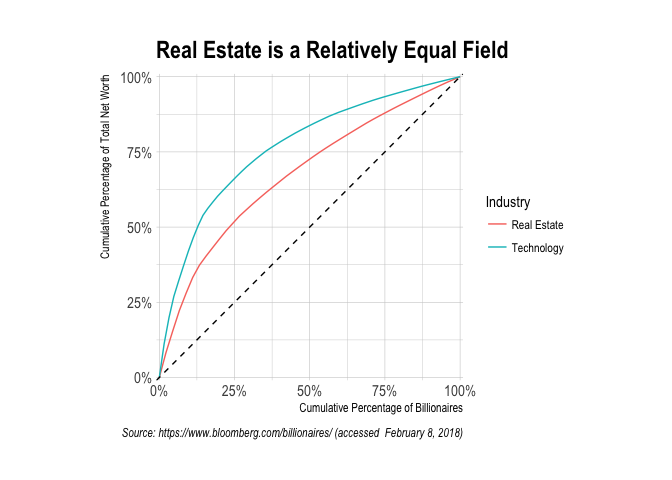 Real Estate is a Relatively Equal Field
Cumulative Percentage of Total Net Worth
100%
75%
50%
25%
0%
0% 25% 50% 75% 100%
Cumulative Percentage of Billionaires
Industry
Real Estate
Technology
Source: https://www.bloomberg.com/billionaires/ (accessed  February 8, 2018)